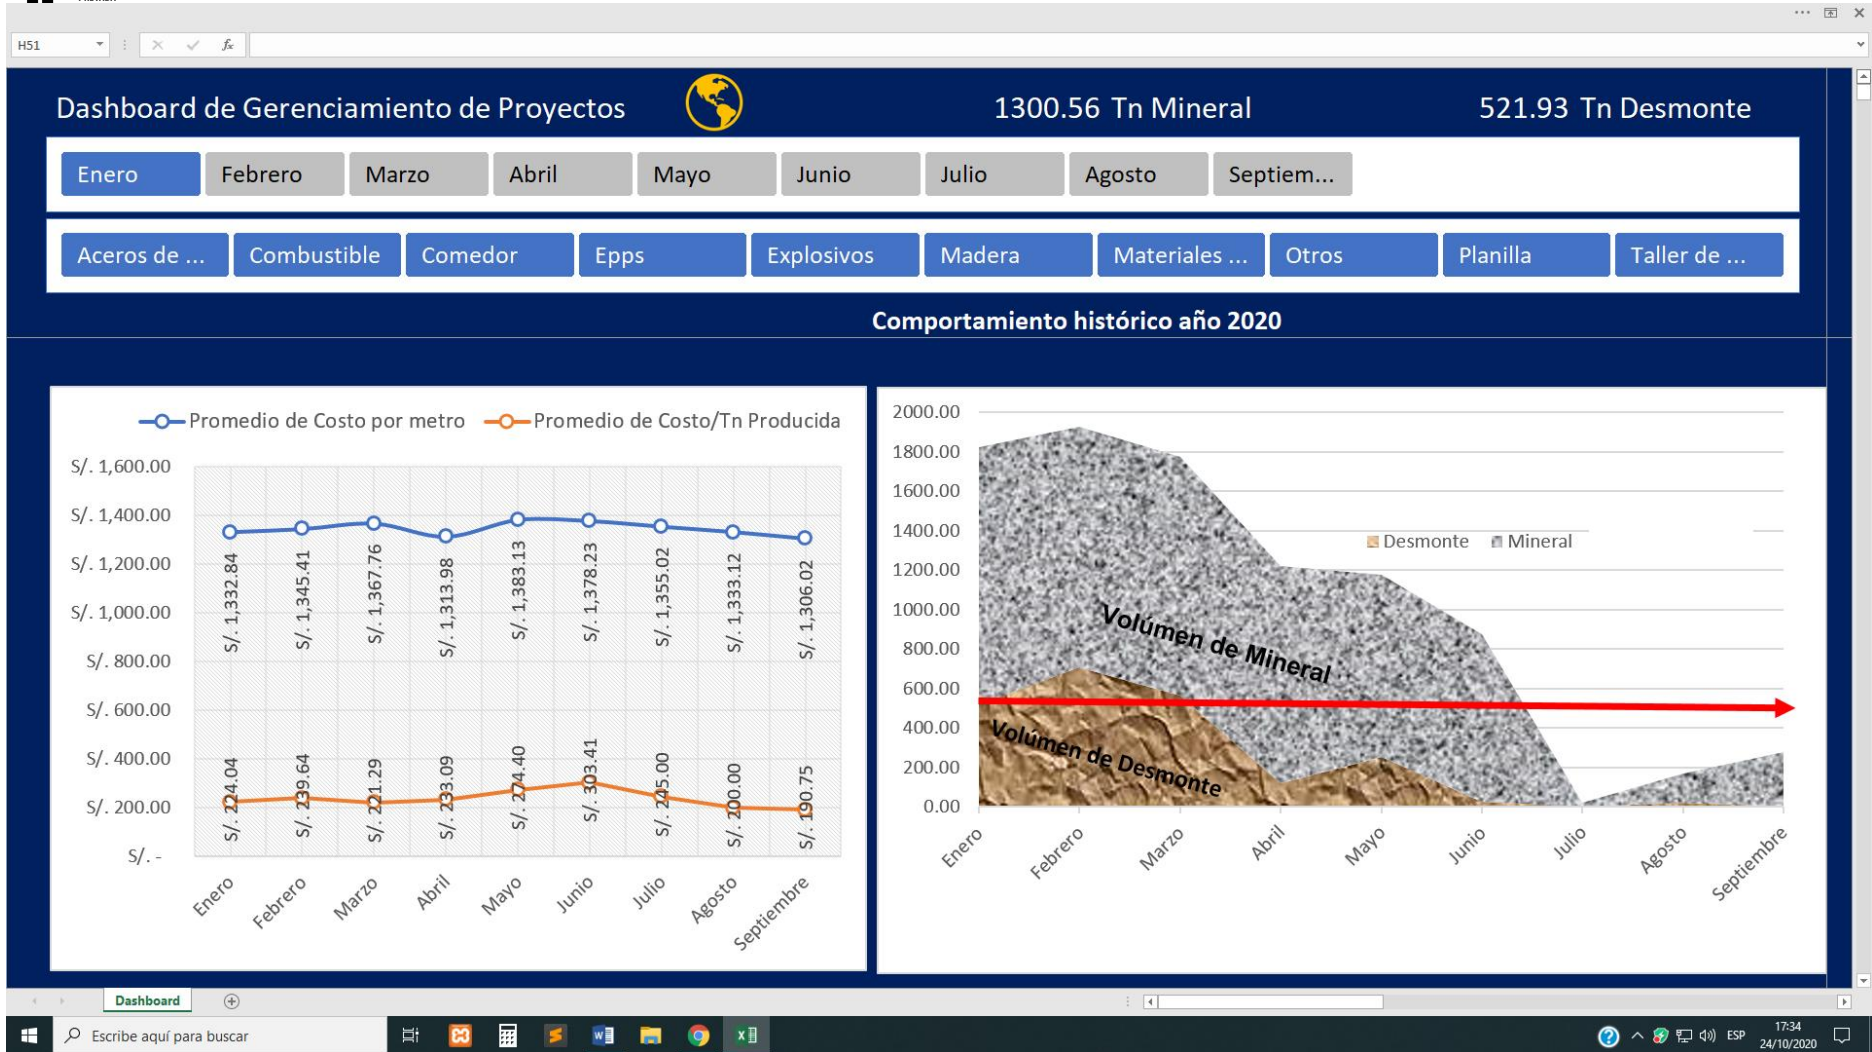 H51
fx
Dashboard de Gerenciamiento de Proyectos
1300.56 Tn Mineral
521.93 Tn Desmonte
Enero Febrero Marzo Abril Mayo Junio Julio Agosto Septiem...
Aceros de ... Combustible Comedor Epps Explosivos Madera Materiales ... Otros Planilla Taller de ...
Comportamiento histórico año 2020
Promedio de Costo por metro Promedio de Costo/Tn Producida
S/. 1,600.00
S/. 1,400.00
S/. 1,200.00
S/. 1,000.00
S/. 800.00
S/. 600.00
S/. 400.00
S/. 200.00
S/. -
S/. 1,332.84
S/. 1,345.41
S/. 1,367.76
S/. 1,313.98
S/. 1,383.13
S/. 1,378.23
S/. 1,355.02
S/. 1,333.12
S/. 1,306.02
S/. 224.04
S/. 239.64
S/. 221.29
S/. 233.09
S/. 274.40
S/. 303.41
S/. 245.00
S/. 200.00
S/. 190.75
Enero
Febrero
Marzo
Abril
Mayo
Junio
Julio
Agosto
Septiembre
2000.00
1800.00
1600.00
1400.00
1200.00
1000.00
800.00
600.00
400.00
200.00
0.00
Desmonte Mineral
Volúmen de Mineral
Volúmen de Desmonte
Enero
Febrero
Marzo
Abril
Mayo
Junio
Julio
Agosto
Septiembre
Dashboard
Escribe aquí para buscar
ESP
17:34
24/10/2020